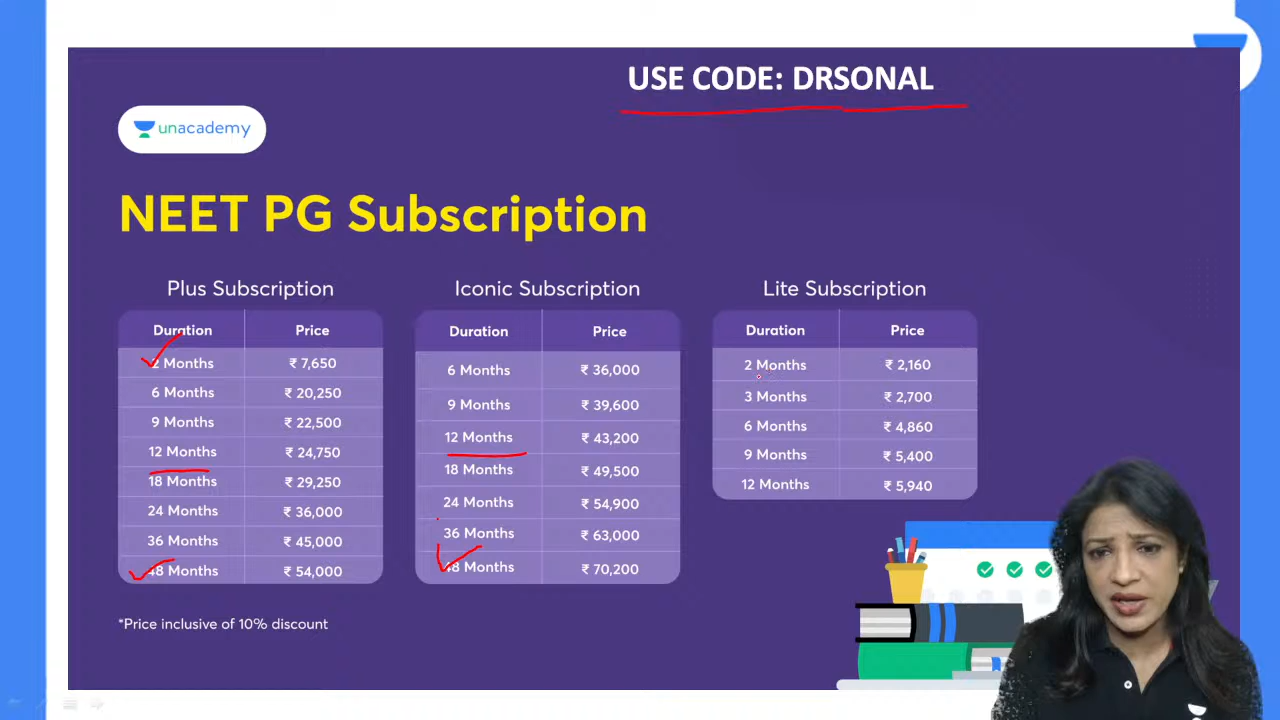 USE CODE: DRSONAL
unacademy
NEET PG Subscription
Plus Subscription
Duration Price
2 Months ₹ 7,650
6 Months ₹ 20,250
9 Months ₹ 22,500
12 Months ₹ 24,750
18 Months ₹ 29,250
24 Months ₹ 36,000
36 Months ₹ 45,000
48 Months ₹ 54,000
Iconic Subscription
Duration Price
6 Months ₹ 36,000
9 Months ₹ 39,600
12 Months ₹ 43,200
18 Months ₹ 49,500
24 Months ₹ 54,900
36 Months ₹ 63,000
48 Months ₹ 70,200
Lite Subscription
Duration Price
2 Months ₹ 2,160
3 Months ₹ 2,700
6 Months ₹ 4,860
9 Months ₹ 5,400
12 Months ₹ 5,940
*Price inclusive of 10% discount